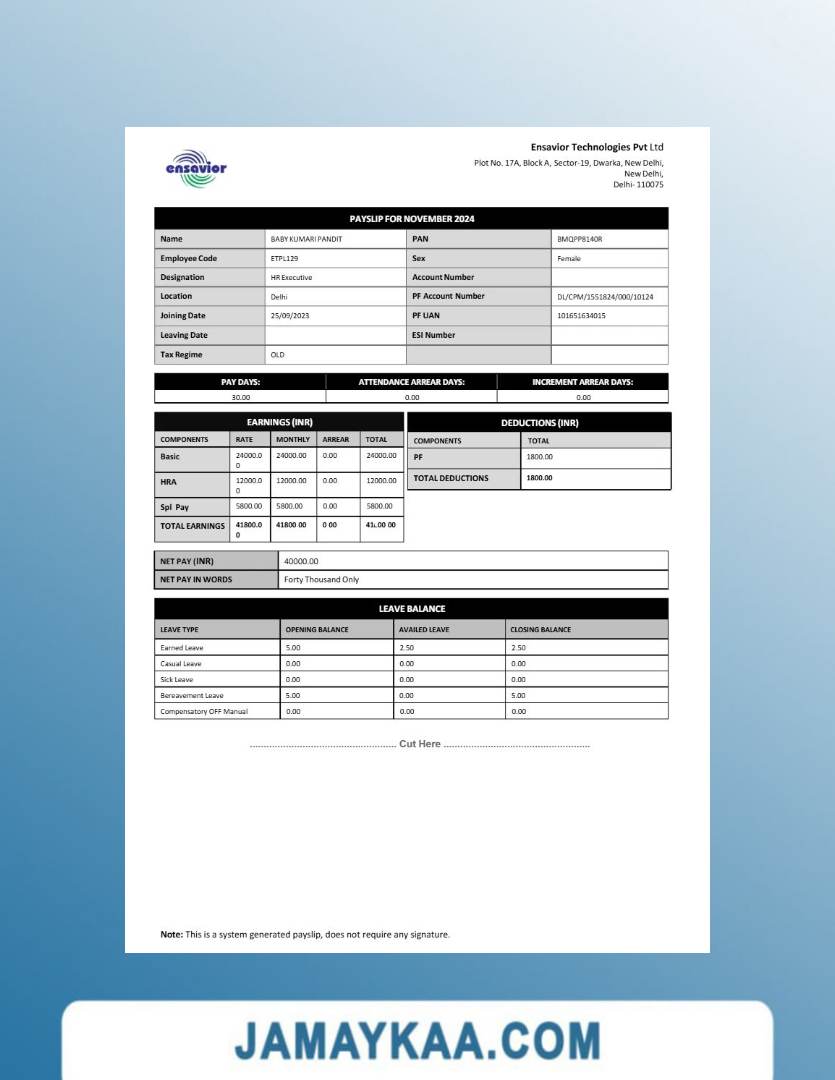 ensavior
Ensavior Technologies Pvt Ltd
Plot No. 17A, Block A, Sector-19, Dwarka, New Delhi,
New Delhi,
Delhi- 110075
PAYSLIP FOR NOVEMBER 2024
Name BABY KUMARI PANDIT PAN BMQPP8140R
Employee Code ETPL129 Sex Female
Designation HR Executive Account Number
Location Delhi PF Account Number DL/CPM/1551824/000/10124
Joining Date 25/09/2023 PF UAN 101651634015
Leaving Date ESI Number
Tax Regime OLD
PAY DAYS: ATTENDANCE ARREAR DAYS: INCREMENT ARREAR DAYS:
30.00 0.00 0.00
EARNINGS (INR)
COMPONENTS RATE MONTHLY ARREAR TOTAL
Basic 24000.0 24000.00 0.00 24000.00
0
HRA 12000.0 12000.00 0.00 12000.00
0
Spl Pay 5800.00 5800.00 0.00 5800.00
TOTAL EARNINGS 41800.0 41800.00 0 00
0
DEDUCTIONS (INR)
COMPONENTS TOTAL
PF 1800.00
TOTAL DEDUCTIONS 1800.00
NET PAY (INR) 40000.00
NET PAY IN WORDS Forty Thousand Only
LEAVE BALANCE
LEAVE TYPE OPENING BALANCE AVAILED LEAVE CLOSING BALANCE
Earned Leave 5.00 2.50 2.50
Casual Leave 0.00 0.00 0.00
Sick Leave 0.00 0.00 0.00
Bereavement Leave 5.00 0.00 5.00
Compensatory OFF Manual 0.00 0.00 0.00
..................................................... Cut Here .....................................................
Note: This is a system generated payslip, does not require any signature.
JAMAYKAA.COM